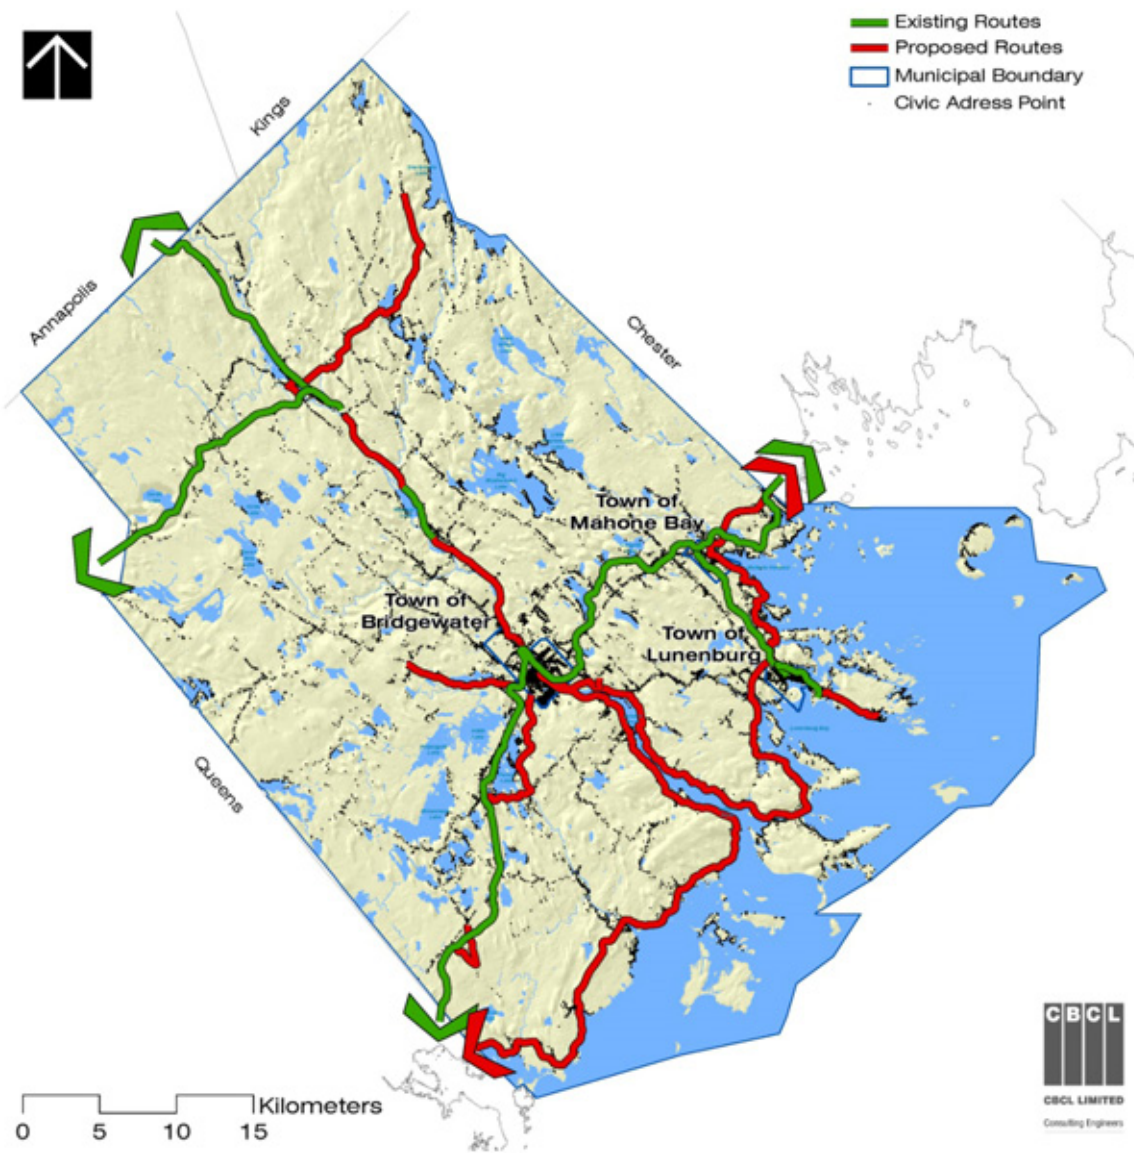 Existing Routes
Proposed Routes
Municipal Boundary
Civic Adress Point
Kings
Annapolis
Chester
Town of
Mahone Bay
Town of
Bridgewater
Town of
Lunenburg
Queens
Kilometers
0 5 10 15
CBCL
CBCL LIMITED
Consulting Engineers